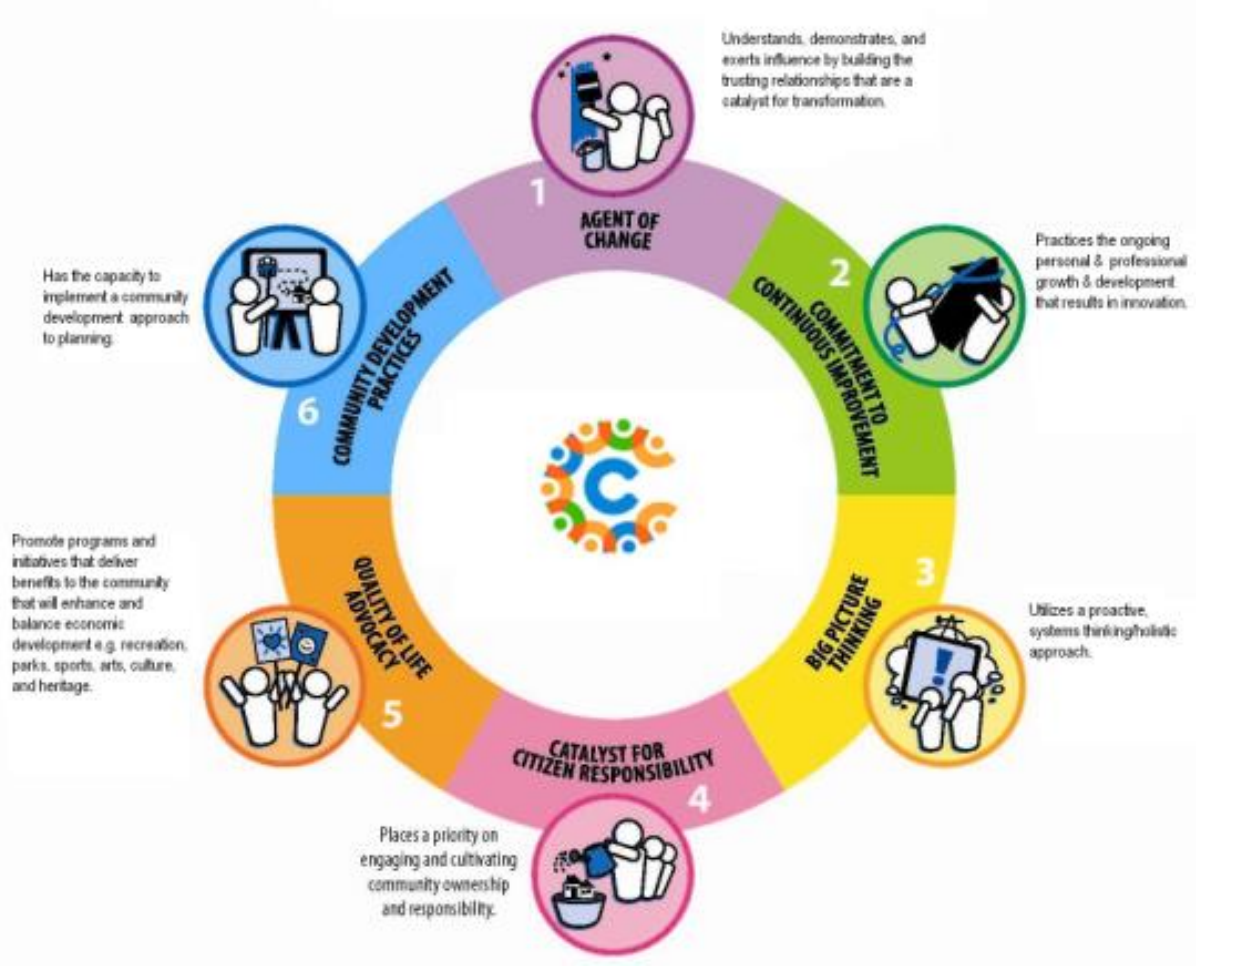 Understands, demonstrates, and
exerts influence by building the
trusting relationships that are a
catalyst for transformation.
1
AGENT OF
CHANGE
2
COMMITMENT TO
CONTINUOUS IMPROVEMENT
Practices the ongoing
personal & professional
growth & development
that results in innovation.
3
BIG PICTURE
THINKING
Utilizes a proactive,
systems thinking/holistic
approach.
4
CATALYST FOR
CITIZEN RESPONSIBILITY
Places a priority on
engaging and cultivating
community ownership
and responsibility.
5
QUALITY OF LIFE
ADVOCACY
Promote programs and
initiatives that deliver
benefits to the community
that will enhance and
balance economic
development e.g. recreation,
parks, sports, arts, culture,
and heritage.
6
COMMUNITY DEVELOPMENT
PRACTICES
Has the capacity to
implement a community
development approach
to planning.
C
!